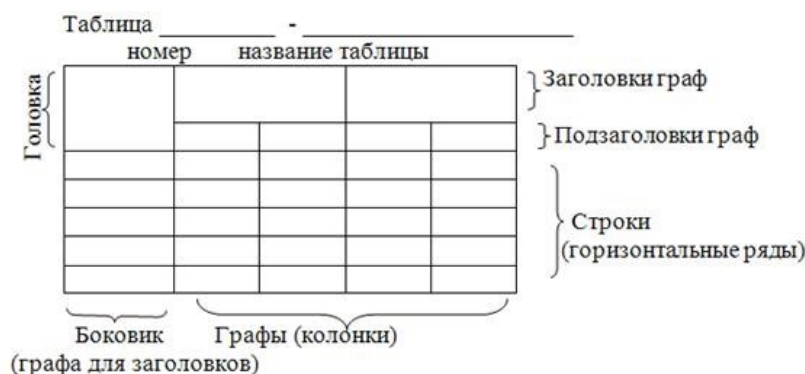 Таблица __________ - ________________________
номер название таблицы
Головка
Заголовки граф
Подзаголовки граф
Строки
(горизонтальные ряды)
Боковик
(графа для заголовков)
Графы (колонки)